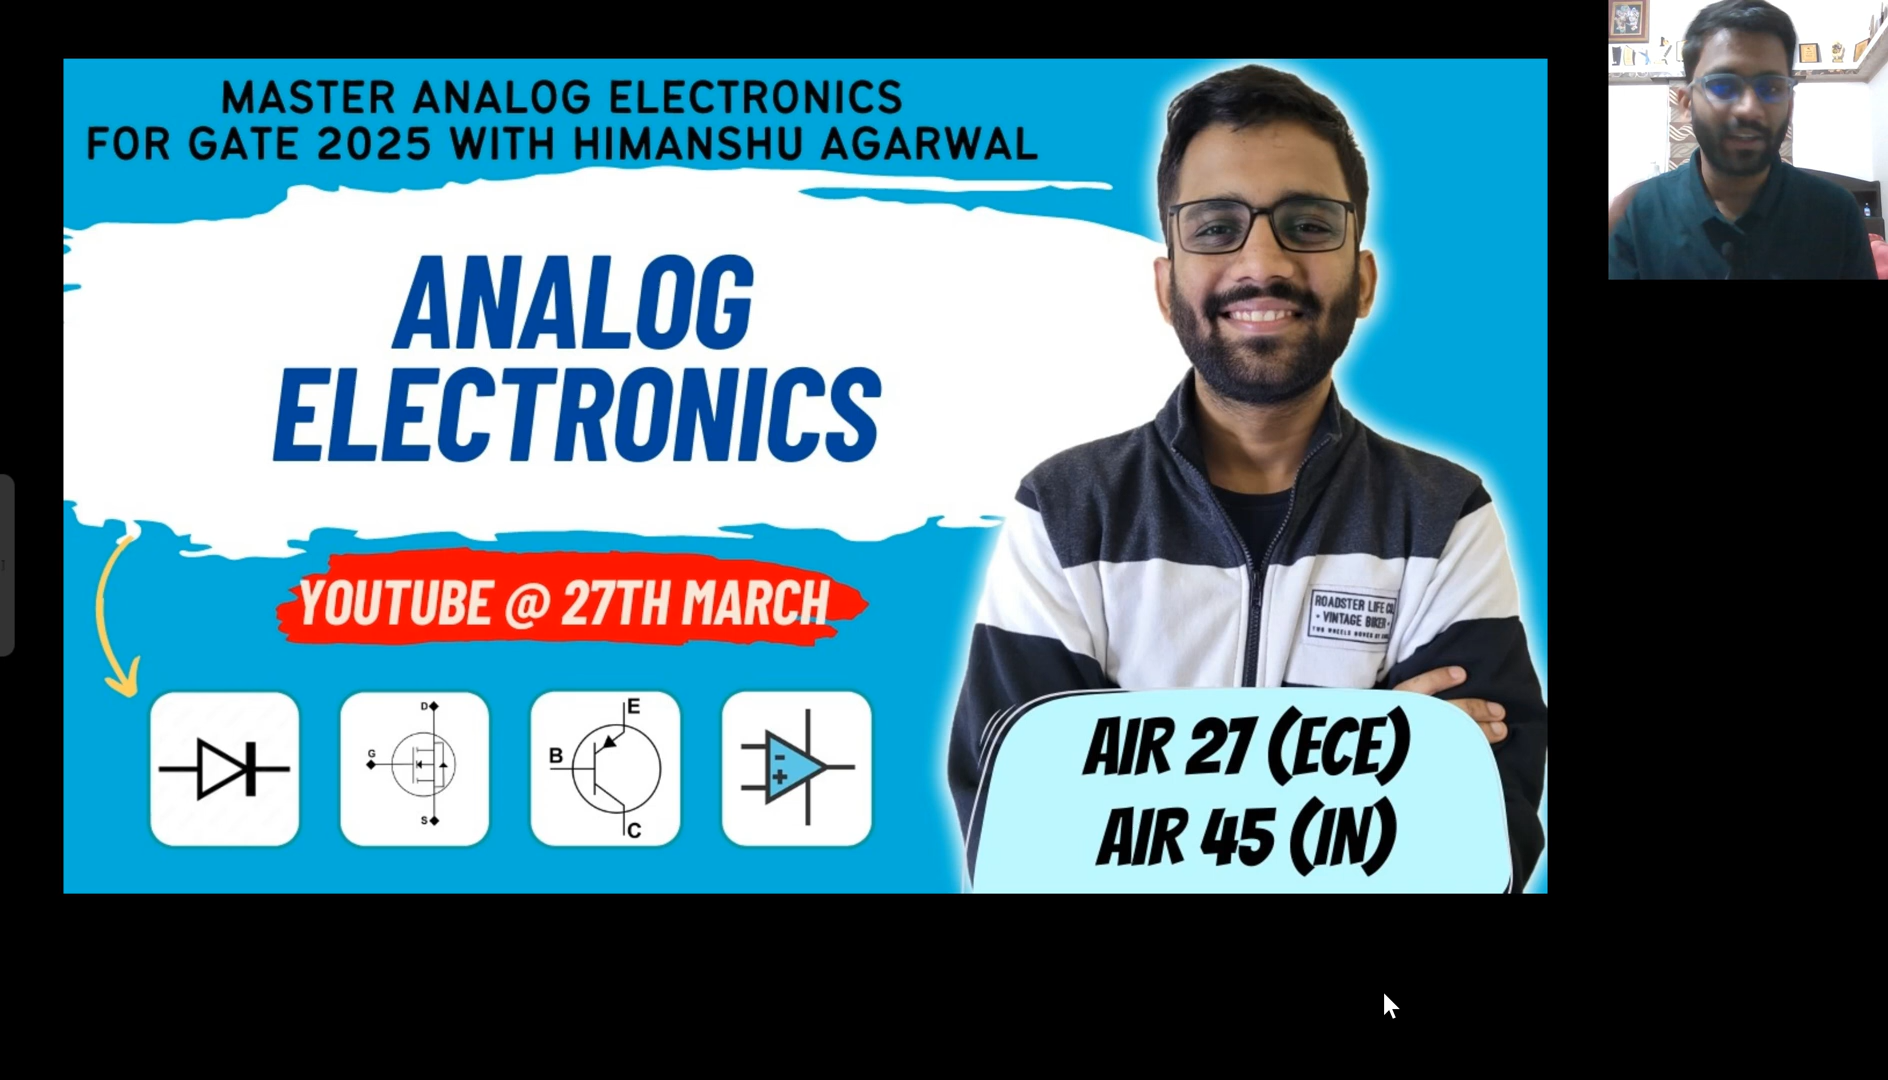 MASTER ANALOG ELECTRONICS
FOR GATE 2025 WITH HIMANSHU AGARWAL
ANALOG
ELECTRONICS
YOUTUBE @ 27TH MARCH
D
G
S
E
B
C
-
+
ROADSTER LIFE CO.
- VINTAGE BIKER -
AIR 27 (ECE)
AIR 45 (IN)